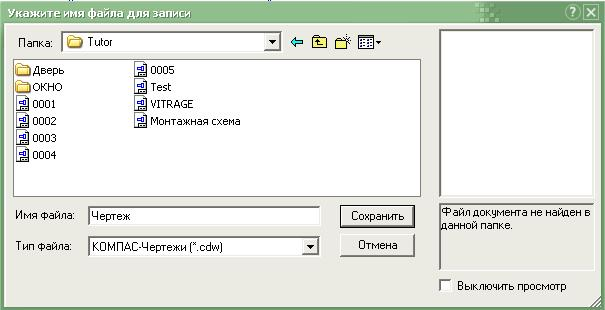 Укажите имя файла для записи
Папка: Tutor
Дверь
ОКНО
0001
0002
0003
0004
0005
Test
VITRAGE
Монтажная схема
Имя файла: Чертеж
Сохранить
Тип файла: КОМПАС-Чертежи (*.cdw)
Отмена
Файл документа не найден в
данной папке.
Выключить просмотр